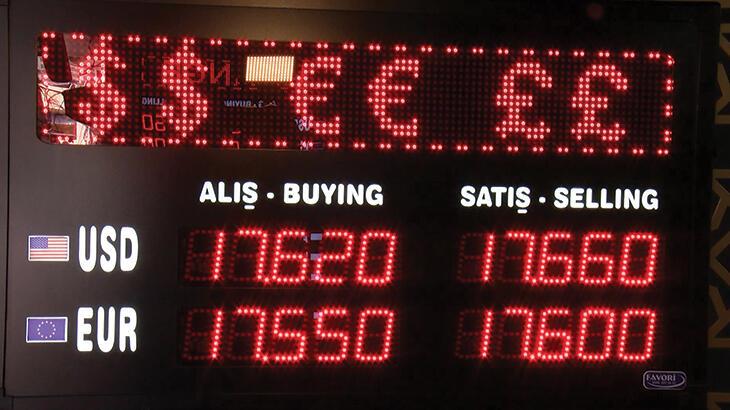 $ $ € € £ £
ALIŞ - BUYING SATIŞ - SELLING
USD 17.620 17.660
EUR 17.550 17.600
FAVORİ